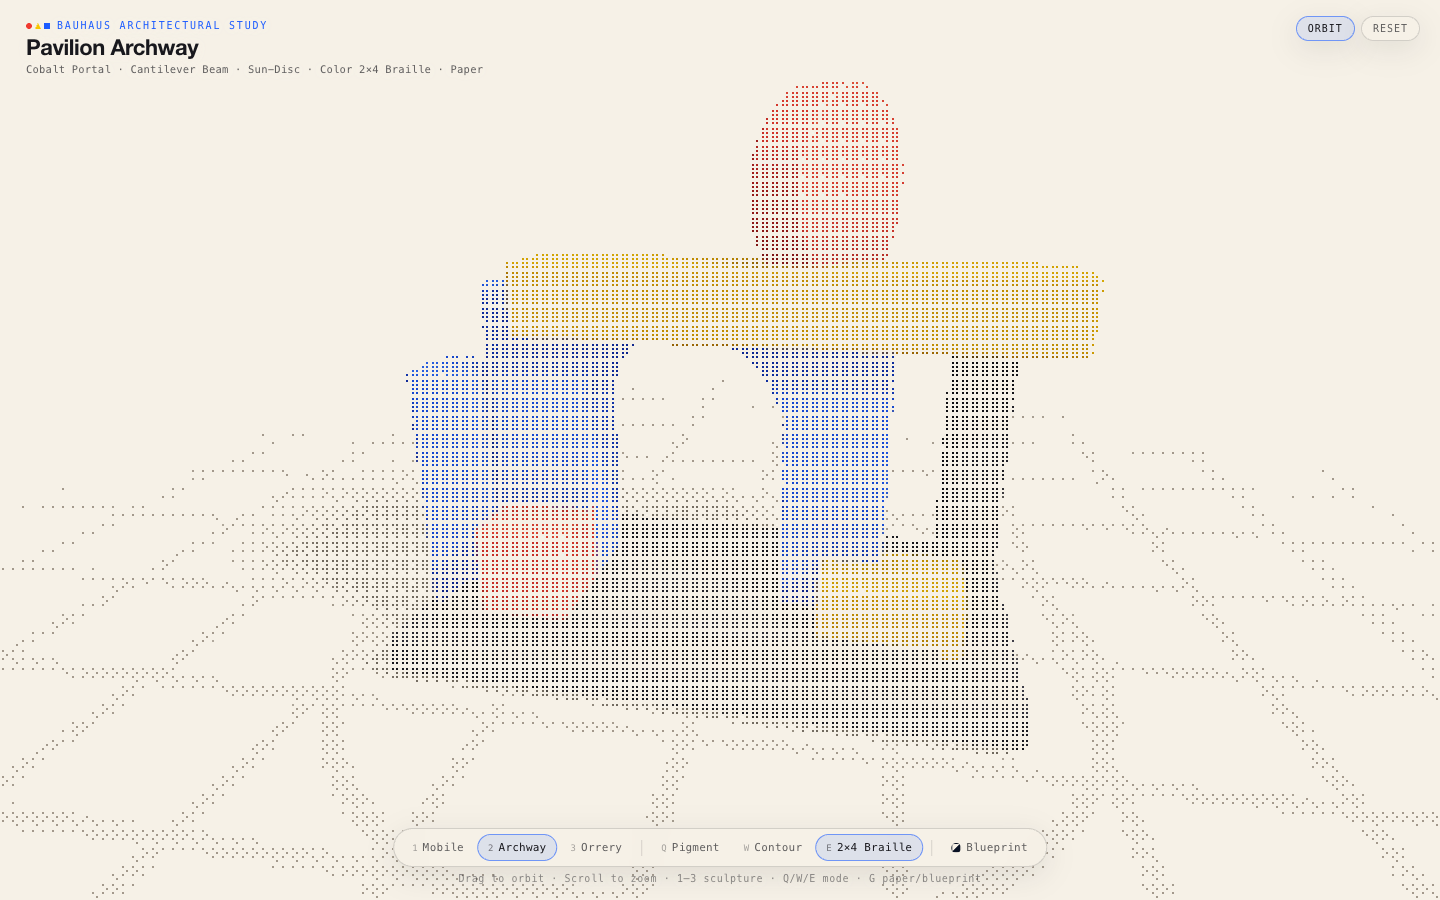 BAUHAUS ARCHITECTURAL STUDY
Pavilion Archway
Cobalt Portal · Cantilever Beam · Sun–Disc · Color 2×4 Braille · Paper
ORBIT
RESET
1 Mobile 2 Archway 3 Orrery Q Pigment W Contour E 2×4 Braille Blueprint
Drag to orbit · Scroll to zoom · 1–3 sculpture · Q/W/E mode · G paper/blueprint